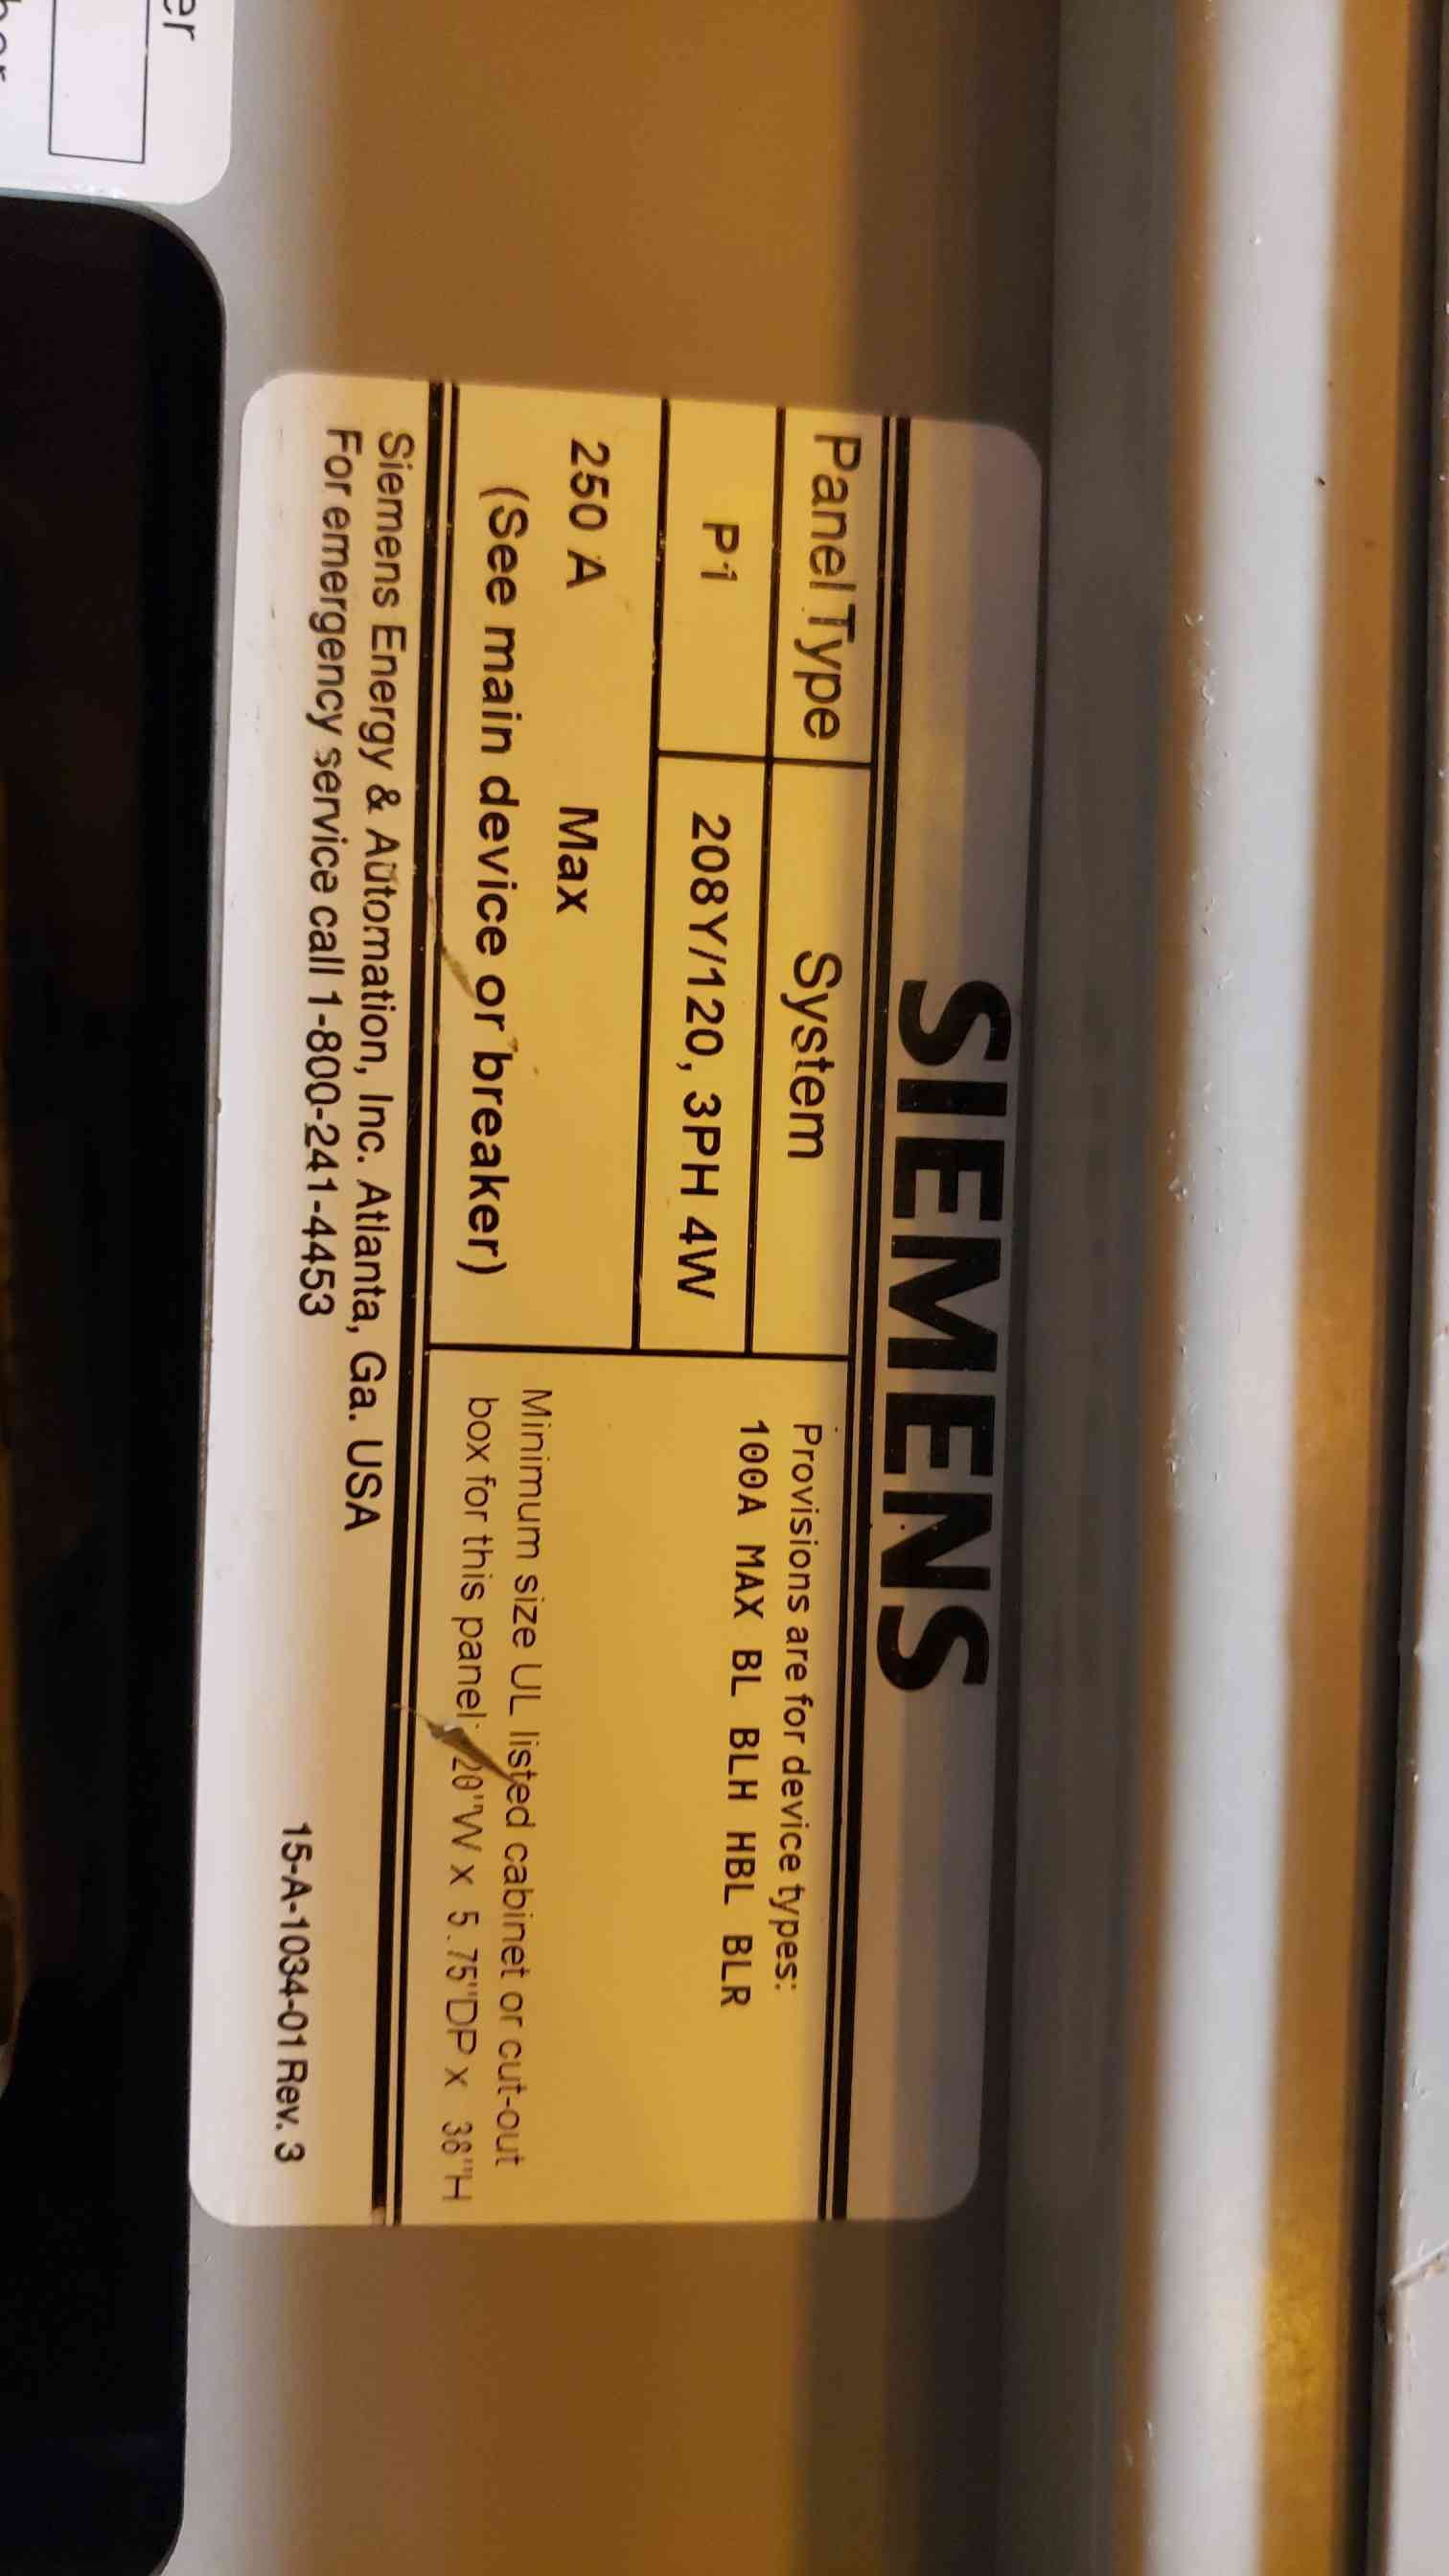 er
SIEMENS
Panel Type System
P1 208Y/120, 3PH 4W
250 A Max
(See main device or breaker)
Provisions are for device types:
100A MAX BL BLH HBL BLR
Minimum size UL listed cabinet or cut-out
box for this panel: 20"W x 5.75"DP x 38"H
Siemens Energy & Automation, Inc. Atlanta, Ga. USA
For emergency service call 1-800-241-4453
15-A-1034-01 Rev. 3